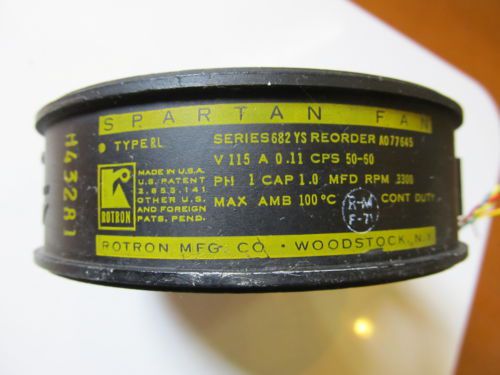 SPARTAN FAN
TYPE RL SERIES 682 YS REORDER A077645
V 115 A 0.11 CPS 50-60
PH 1 CAP 1.0 MFD RPM 3300
MAX AMB 100°C CONT DUTY
R-M
F-71
MADE IN U.S.A.
U.S. PATENT
2.853.141
OTHER U.S.
AND FOREIGN
PATS. PEND.
ROTRON
ROTRON MFG. CO. • WOODSTOCK, N.Y.
H43281